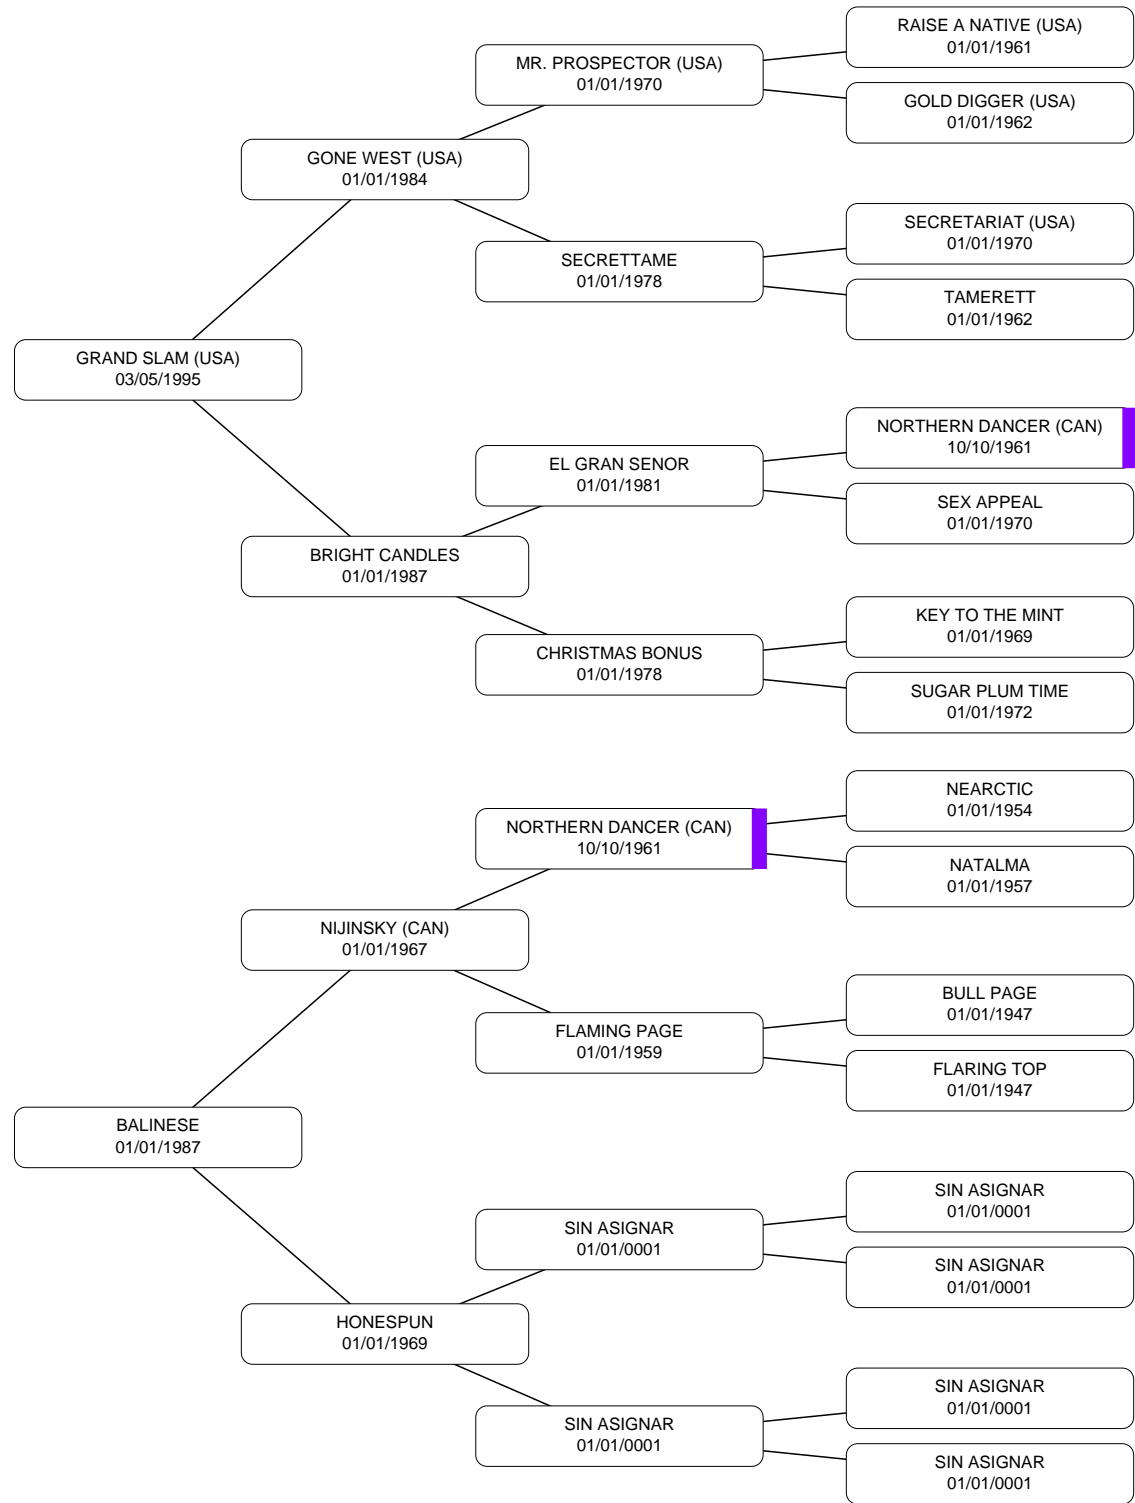 RAISE A NATIVE (USA)
01/01/1961
MR. PROSPECTOR (USA)
01/01/1970
GOLD DIGGER (USA)
01/01/1962
GONE WEST (USA)
01/01/1984
SECRETARIAT (USA)
01/01/1970
SECRETTAME
01/01/1978
TAMERETT
01/01/1962
GRAND SLAM (USA)
03/05/1995
NORTHERN DANCER (CAN)
10/10/1961
EL GRAN SENOR
01/01/1981
SEX APPEAL
01/01/1970
BRIGHT CANDLES
01/01/1987
KEY TO THE MINT
01/01/1969
CHRISTMAS BONUS
01/01/1978
SUGAR PLUM TIME
01/01/1972
NEARCTIC
01/01/1954
NORTHERN DANCER (CAN)
10/10/1961
NATALMA
01/01/1957
NIJINSKY (CAN)
01/01/1967
BULL PAGE
01/01/1947
FLAMING PAGE
01/01/1959
FLARING TOP
01/01/1947
BALINESE
01/01/1987
SIN ASIGNAR
01/01/0001
SIN ASIGNAR
01/01/0001
SIN ASIGNAR
01/01/0001
HONESPUN
01/01/1969
SIN ASIGNAR
01/01/0001
SIN ASIGNAR
01/01/0001
SIN ASIGNAR
01/01/0001